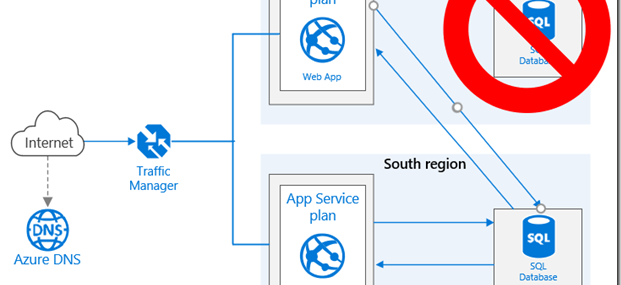 plan
Web App
SQL
SQL
Database
Internet
Traffic
Manager
South region
App Service
plan
DNS
Azure DNS
SQL
SQL
Database